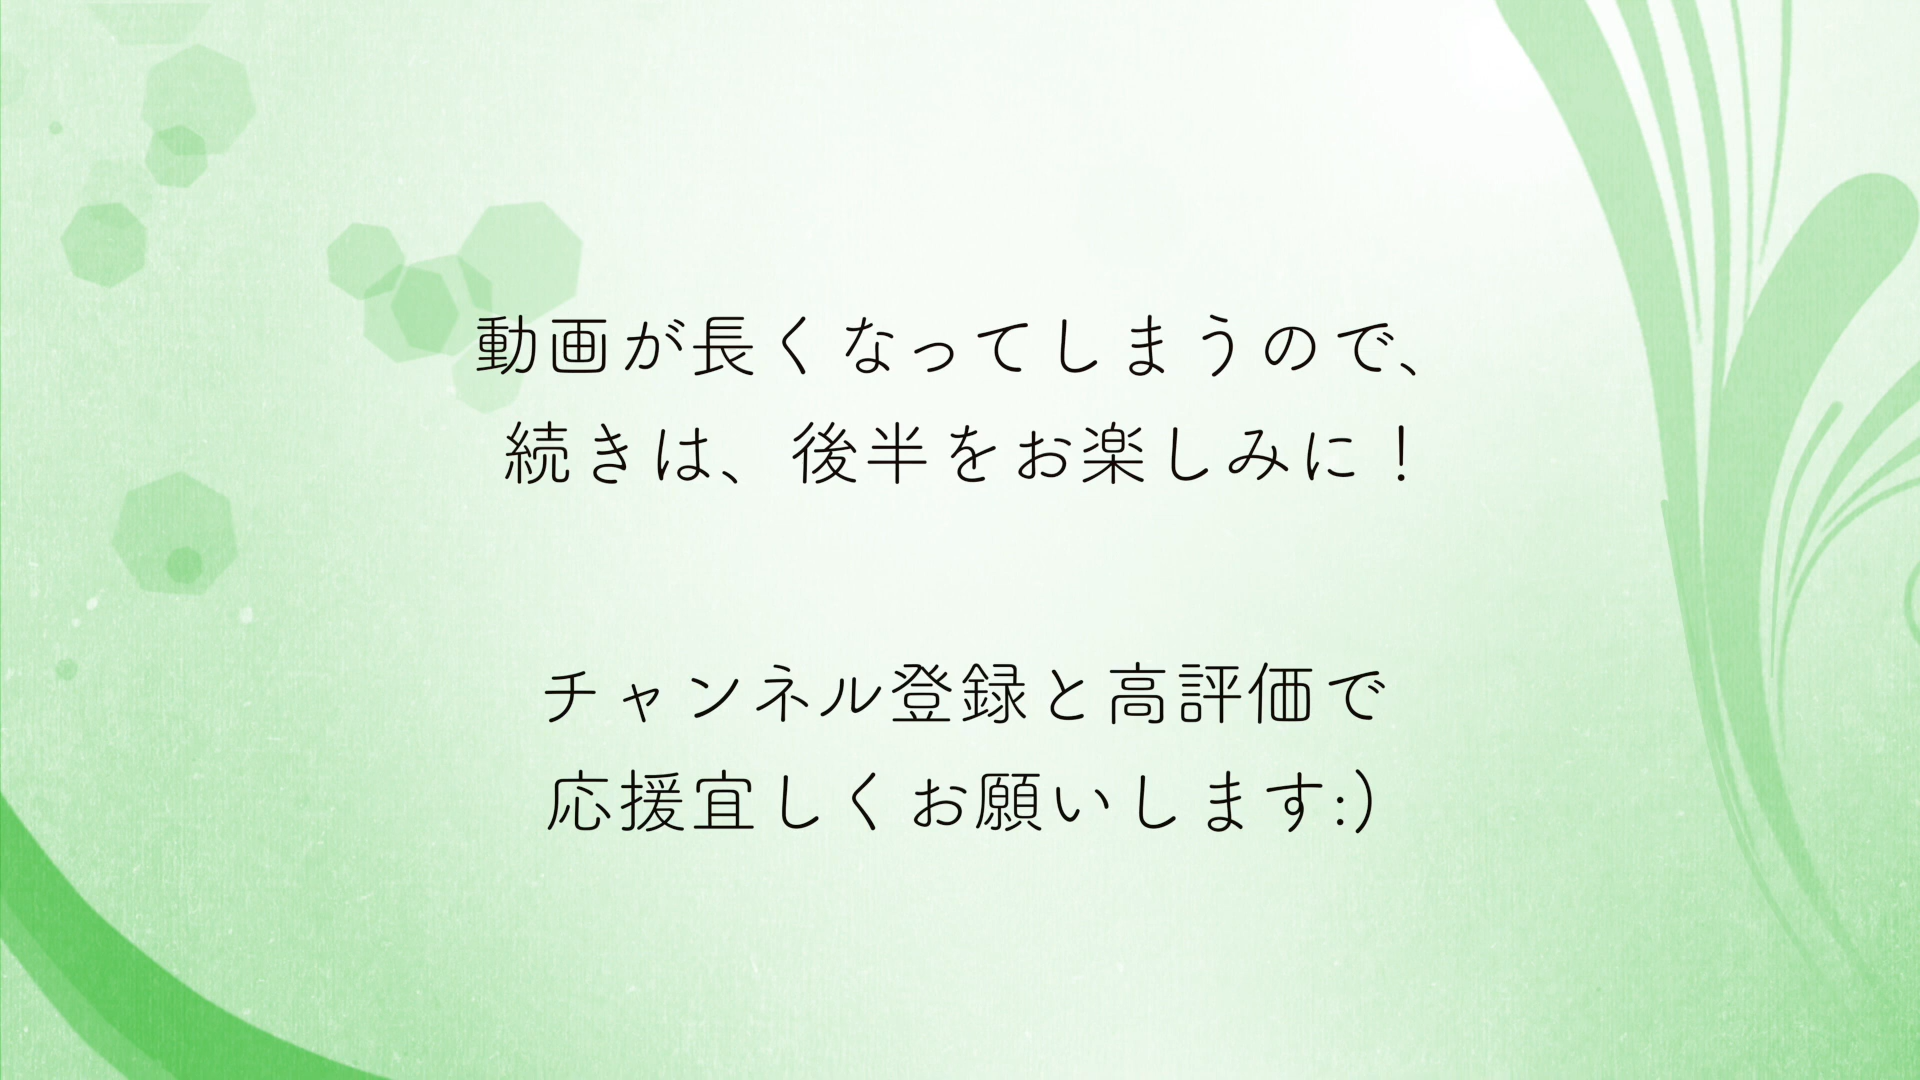 動画が長くなってしまうので、
続きは、後半をお楽しみに！
チャンネル登録と高評価で
応援宜しくお願いします:)